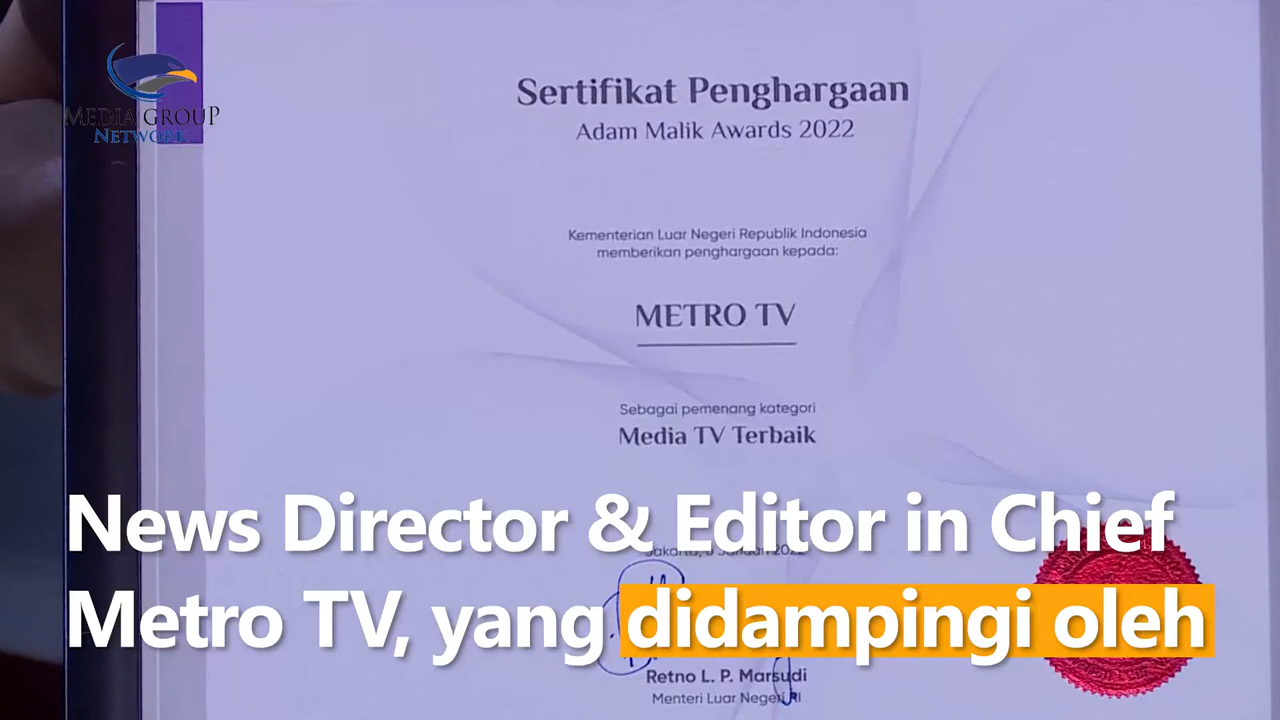 MEDIA GROUP
NETWORK
Sertifikat Penghargaan
Adam Malik Awards 2022
Kementerian Luar Negeri Republik Indonesia
memberikan penghargaan kepada:
METRO TV
Sebagai pemenang kategori
Media TV Terbaik
News Director & Editor in Chief
Metro TV, yang didampingi oleh
Retno L. P. Marsudi
Menteri Luar Negeri RI